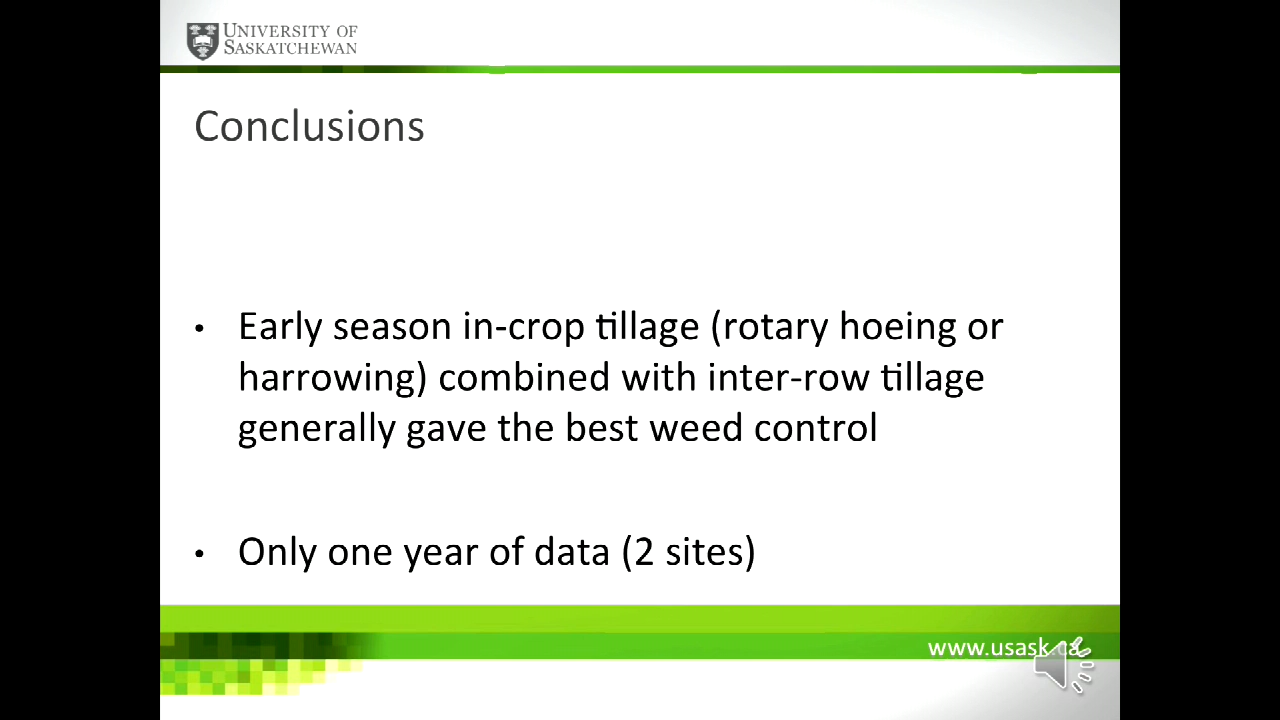 UNIVERSITY OF
SASKATCHEWAN
Conclusions
• Early season in-crop tillage (rotary hoeing or
harrowing) combined with inter-row tillage
generally gave the best weed control
• Only one year of data (2 sites)
www.usask.ca